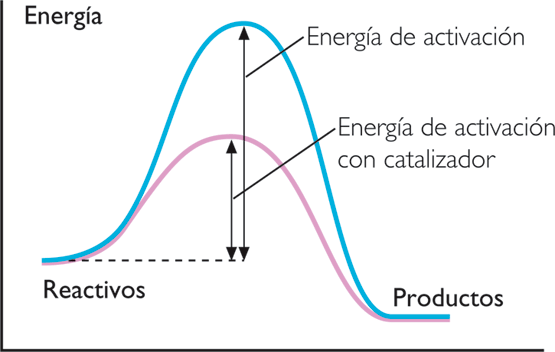 Energía
Energía de activación
Energía de activación
con catalizador
Reactivos
Productos